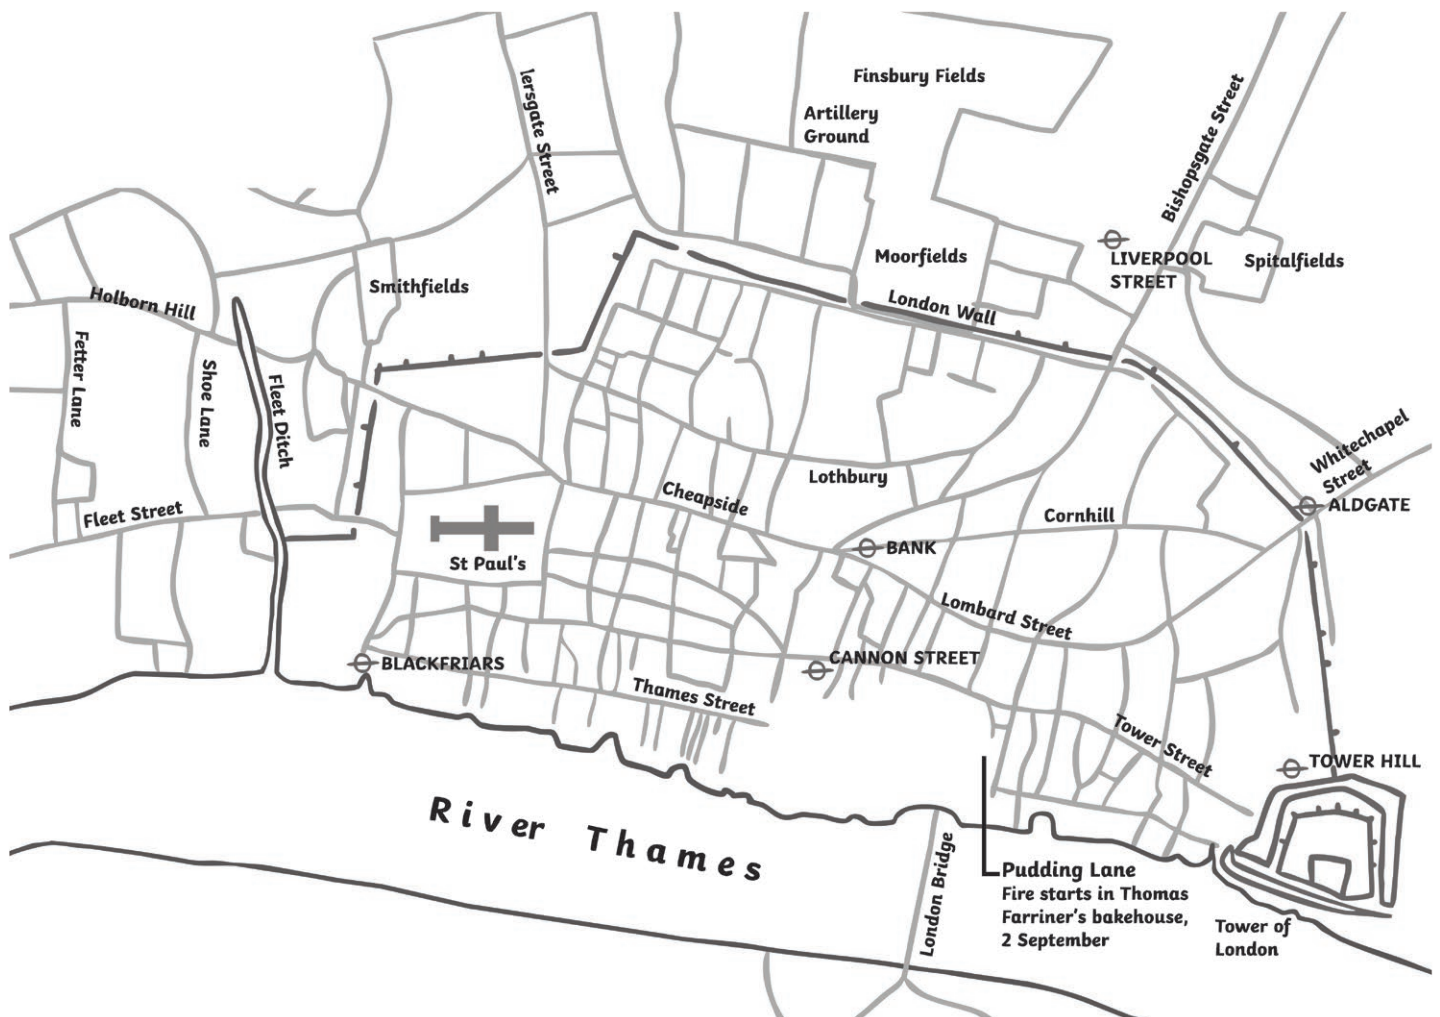 Finsbury Fields
Artillery
Ground
lersgate Street
Bishopsgate Street
Moorfields
LIVERPOOL
STREET
Spitalfields
Smithfields
Holborn Hill
London Wall
Fetter Lane
Shoe Lane
Fleet Ditch
Whitechapel
Street
Lothbury
Cheapside
ALDGATE
Fleet Street
Cornhill
BANK
St Paul's
Lombard Street
BLACKFRIARS
CANNON STREET
Thames Street
Tower Street
TOWER HILL
River Thames
London Bridge
Pudding Lane
Fire starts in Thomas
Farriner's bakehouse,
2 September
Tower of
London